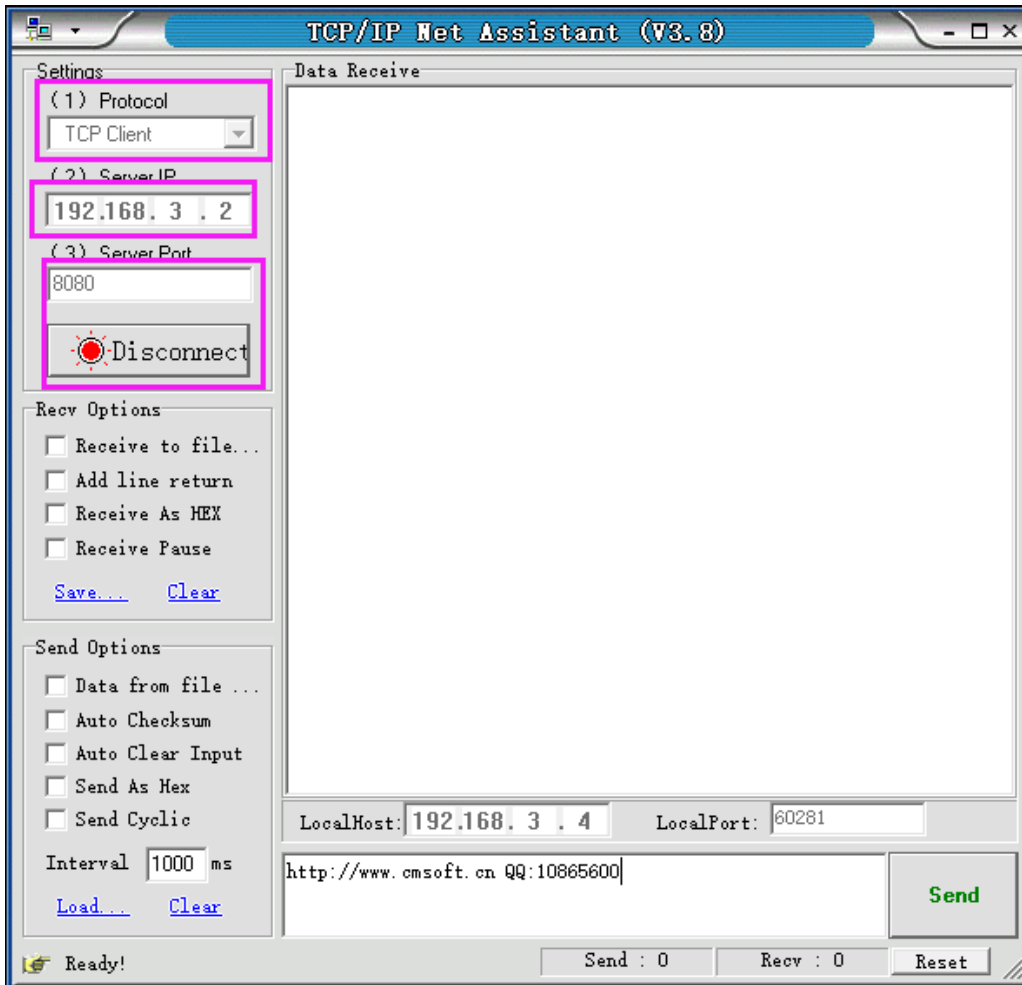 TCP/IP Net Assistant (V3.8)
Settings
(1) Protocol
TCP Client
(2) Server IP
192.168. 3 . 2
(3) Server Port
8080
Disconnect
Recv Options
Receive to file...
Add line return
Receive As HEX
Receive Pause
Save... Clear
Send Options
Data from file ...
Auto Checksum
Auto Clear Input
Send As Hex
Send Cyclic
Interval 1000 ms
Load... Clear
Data Receive
LocalHost: 192.168. 3 . 4 LocalPort: 60281
http://www.cmsoft.cn QQ:10865600
Send
Ready!
Send : 0 Recv : 0 Reset